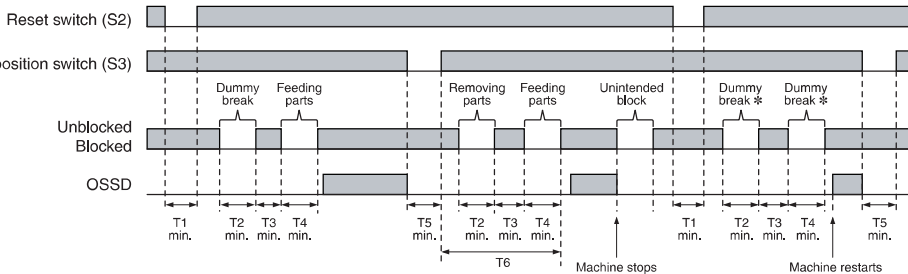 Reset switch (S2)
position switch (S3)
Dummy break
Feeding parts
Removing parts
Feeding parts
Unintended block
Dummy break *
Dummy break *
Unblocked
Blocked
OSSD
T1 min.
T2 min.
T3 min.
T4 min.
T5 min.
T2 min.
T3 min.
T4 min.
T1 min.
T2 min.
T3 min.
T4 min.
T5 min.
T6
Machine stops
Machine restarts